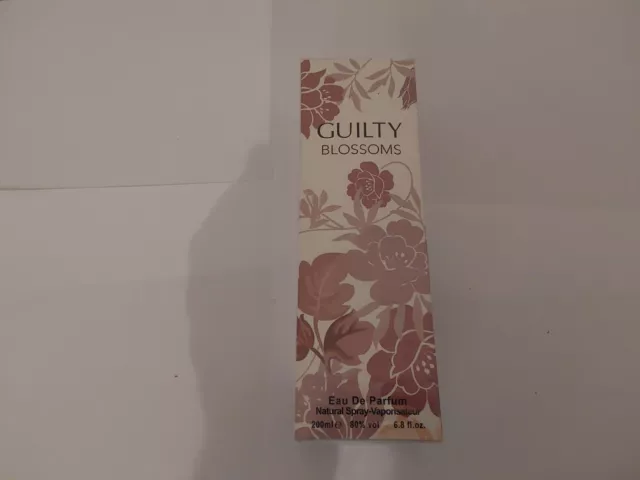 GUILTY
BLOSSOMS
Eau De Parfum
Natural Spray-Vaporisateur
200ml e 80% vol 6.8 fl.oz.